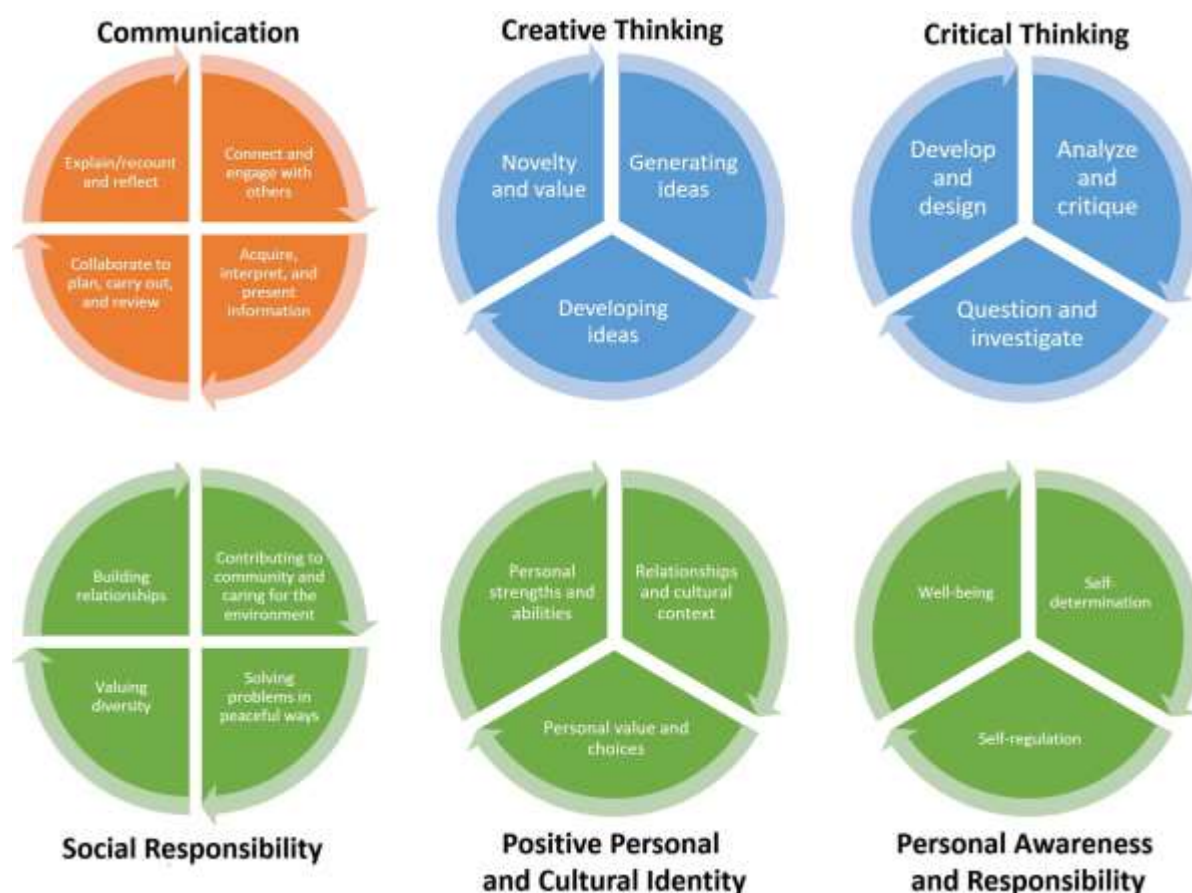 Communication
Explain/recount
and reflect
Connect and
engage with
others
Collaborate to
plan, carry out,
and review
Acquire,
interpret, and
present
information
Creative Thinking
Novelty
and value
Generating
ideas
Developing
ideas
Critical Thinking
Develop
and
design
Analyze
and
critique
Question and
investigate
Building
relationships
Contributing to
community and
caring for the
environment
Valuing
diversity
Solving
problems in
peaceful ways
Social Responsibility
Personal
strengths and
abilities
Relationships
and cultural
context
Personal value and
choices
Positive Personal
and Cultural Identity
Well-being
Self-
determination
Self-regulation
Personal Awareness
and Responsibility